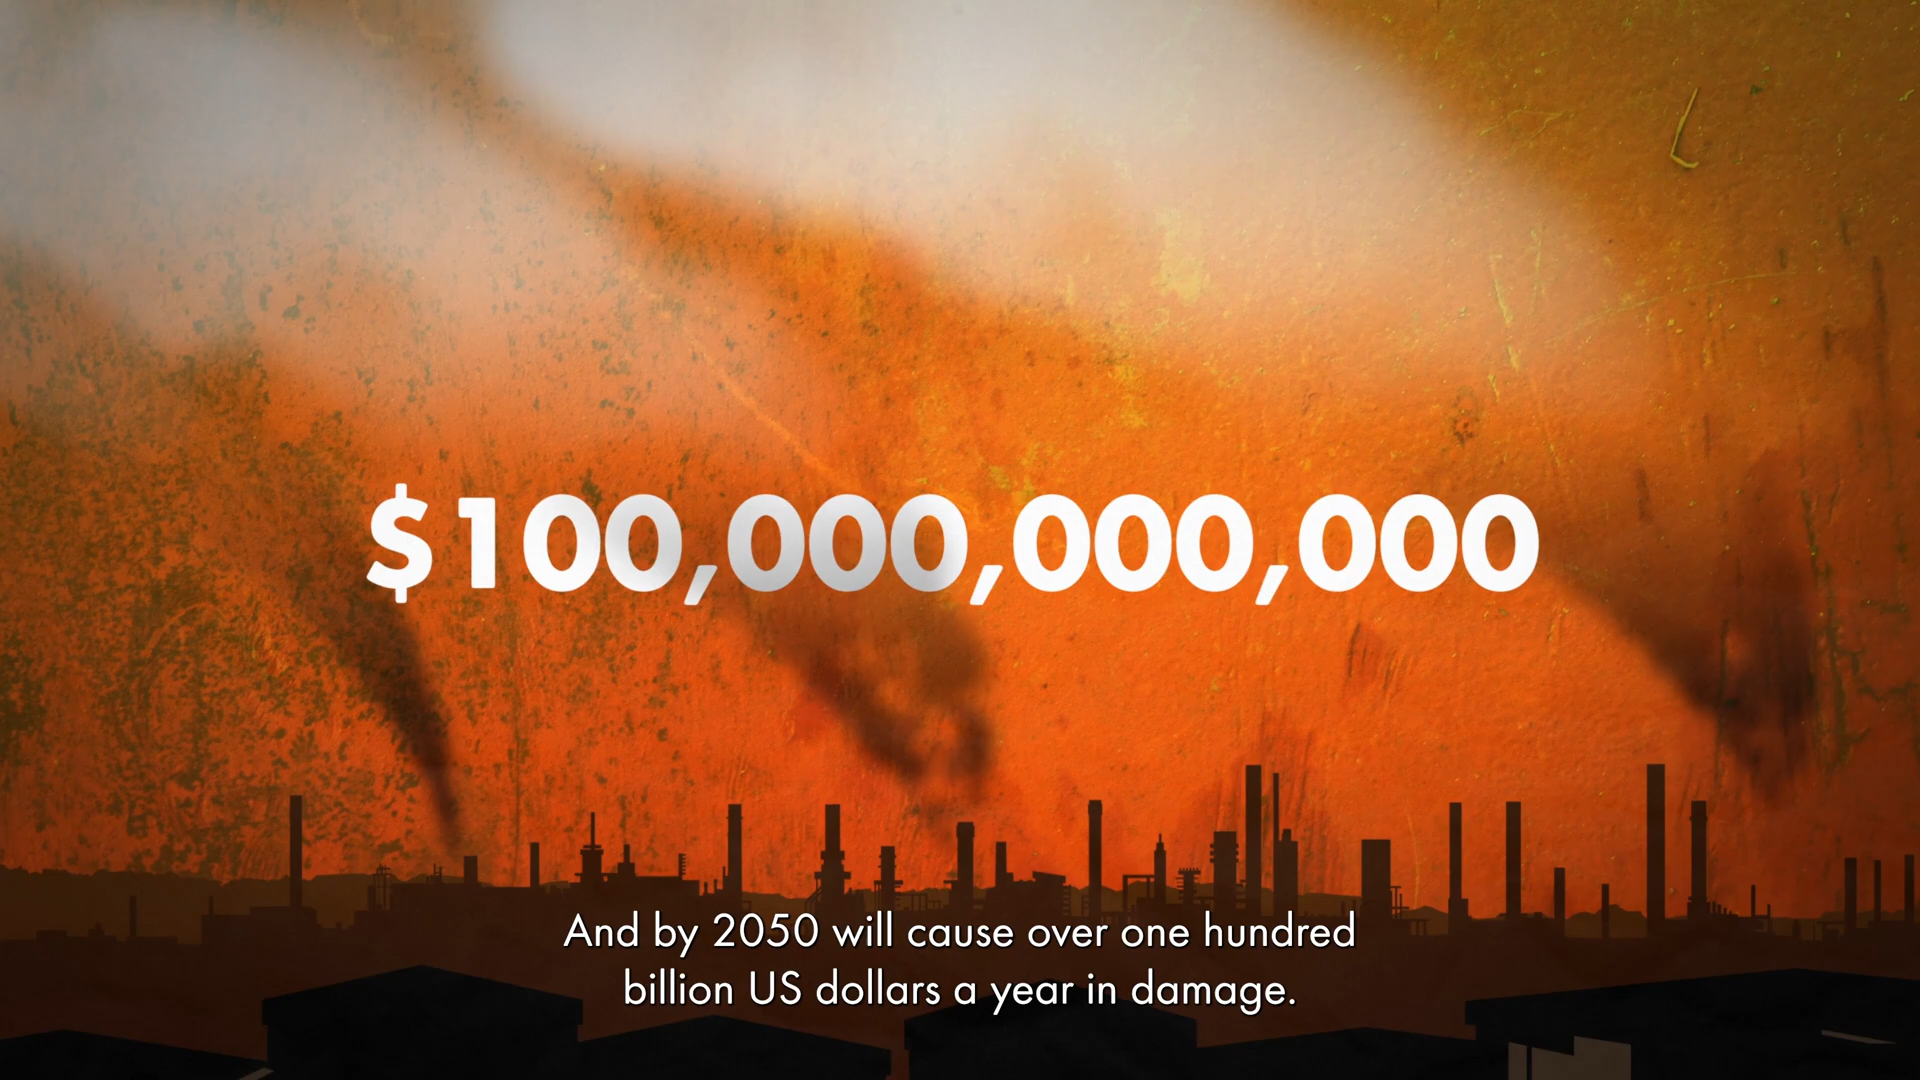 $100,000,000,000
And by 2050 will cause over one hundred
billion US dollars a year in damage.